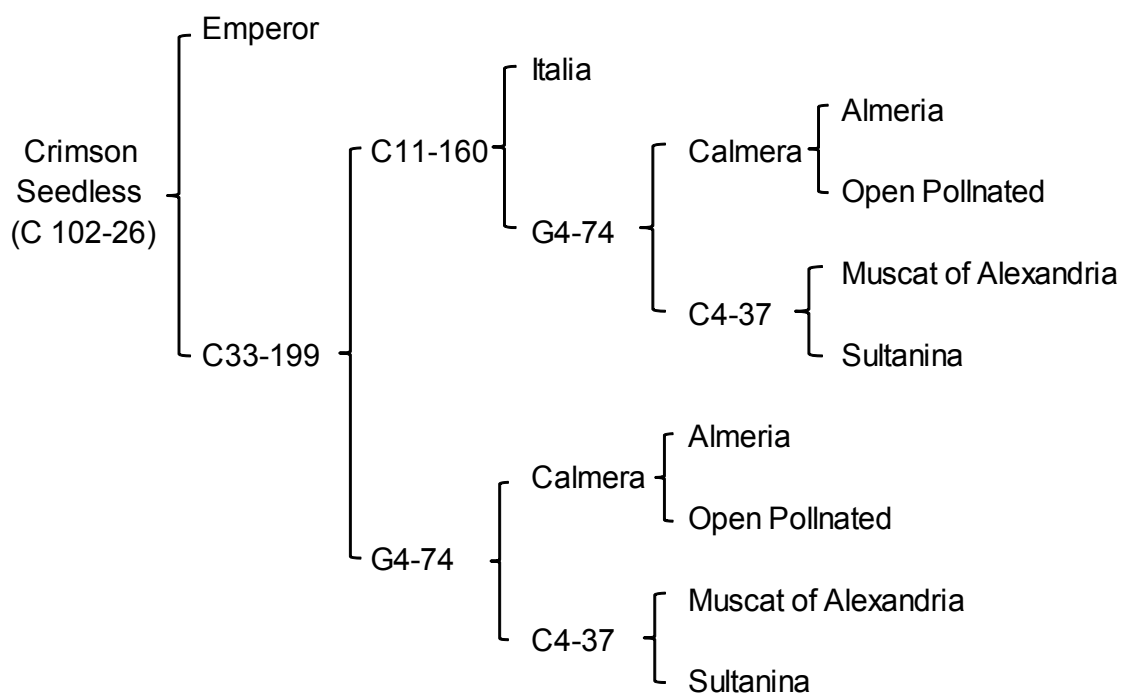 Emperor
Italia
Almeria
Crimson
Seedless
(C 102-26)
C11-160
Calmera
Open Pollnated
G4-74
Muscat of Alexandria
C4-37
C33-199
Sultanina
Almeria
Calmera
Open Pollnated
G4-74
Muscat of Alexandria
C4-37
Sultanina